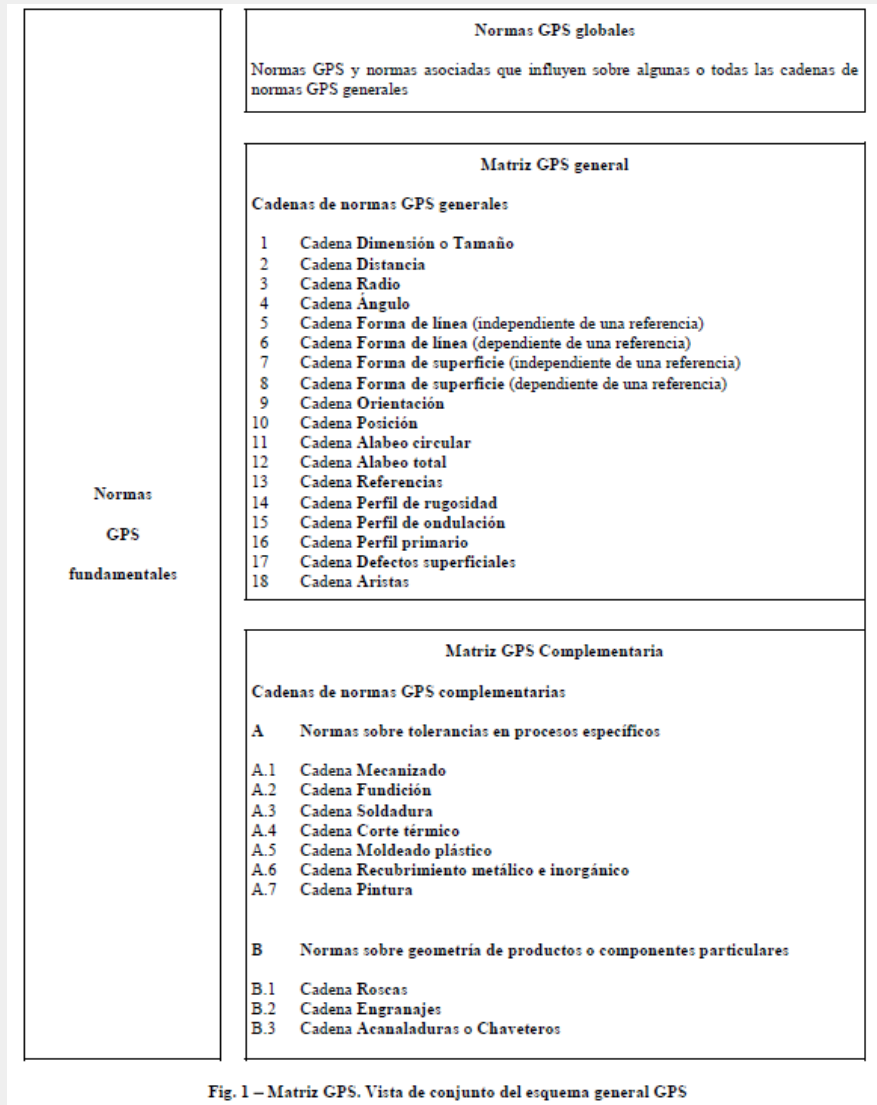 Normas GPS globales
Normas GPS y normas asociadas que influyen sobre algunas o todas las cadenas de
normas GPS generales
Matriz GPS general
Cadenas de normas GPS generales
1 Cadena Dimensión o Tamaño
2 Cadena Distancia
3 Cadena Radio
4 Cadena Ángulo
5 Cadena Forma de línea (independiente de una referencia)
6 Cadena Forma de línea (dependiente de una referencia)
7 Cadena Forma de superficie (independiente de una referencia)
8 Cadena Forma de superficie (dependiente de una referencia)
9 Cadena Orientación
10 Cadena Posición
11 Cadena Alabeo circular
12 Cadena Alabeo total
13 Cadena Referencias
14 Cadena Perfil de rugosidad
15 Cadena Perfil de ondulación
16 Cadena Perfil primario
17 Cadena Defectos superficiales
18 Cadena Aristas
Normas
GPS
fundamentales
Matriz GPS Complementaria
Cadenas de normas GPS complementarias
A Normas sobre tolerancias en procesos específicos
A.1 Cadena Mecanizado
A.2 Cadena Fundición
A.3 Cadena Soldadura
A.4 Cadena Corte térmico
A.5 Cadena Moldeado plástico
A.6 Cadena Recubrimiento metálico e inorgánico
A.7 Cadena Pintura
B Normas sobre geometría de productos o componentes particulares
B.1 Cadena Roscas
B.2 Cadena Engranajes
B.3 Cadena Acanaladuras o Chaveteros
Fig. 1 – Matriz GPS. Vista de conjunto del esquema general GPS